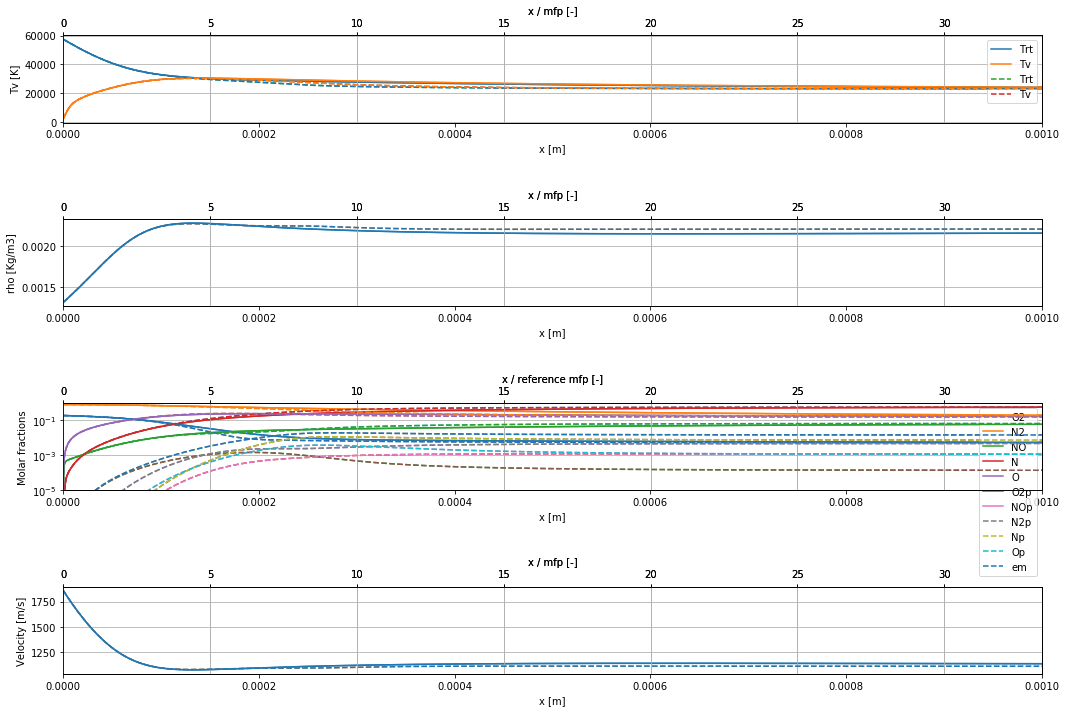 x / mfp [-]
0 5 10 15 20 25 30
60000
40000
20000
0
Tv [K]
Trt
Tv
Trt
Tv
0.0000 0.0002 0.0004 0.0006 0.0008 0.0010
x [m]
x / mfp [-]
0 5 10 15 20 25 30
0.0020
0.0015
rho [Kg/m3]
0.0000 0.0002 0.0004 0.0006 0.0008 0.0010
x [m]
x / reference mfp [-]
0 5 10 15 20 25 30
10⁻¹
10⁻³
10⁻⁵
Molar fractions
O2
NO
N
O
O2p
NOp
N2p
Np
Op
em
0.0000 0.0002 0.0004 0.0006 0.0008 0.0010
x [m]
x / mfp [-]
0 5 10 15 20 25 30
1750
1500
1250
Velocity [m/s]
0.0000 0.0002 0.0004 0.0006 0.0008 0.0010
x [m]